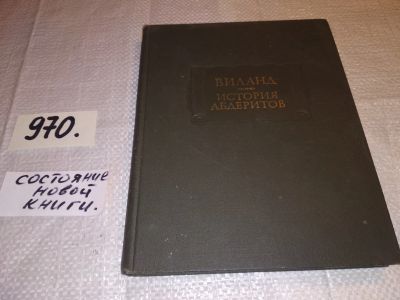 ВИЛАНД
ИСТОРИЯ
АБДЕРИТОВ
970.
СОСТОЯНИЕ
НОВОЙ
КНИГИ.